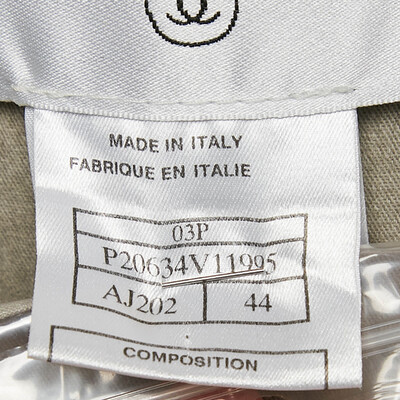 MADE IN ITALY
FABRIQUE EN ITALIE
03P
P20634V11995
AJ202 44
COMPOSITION